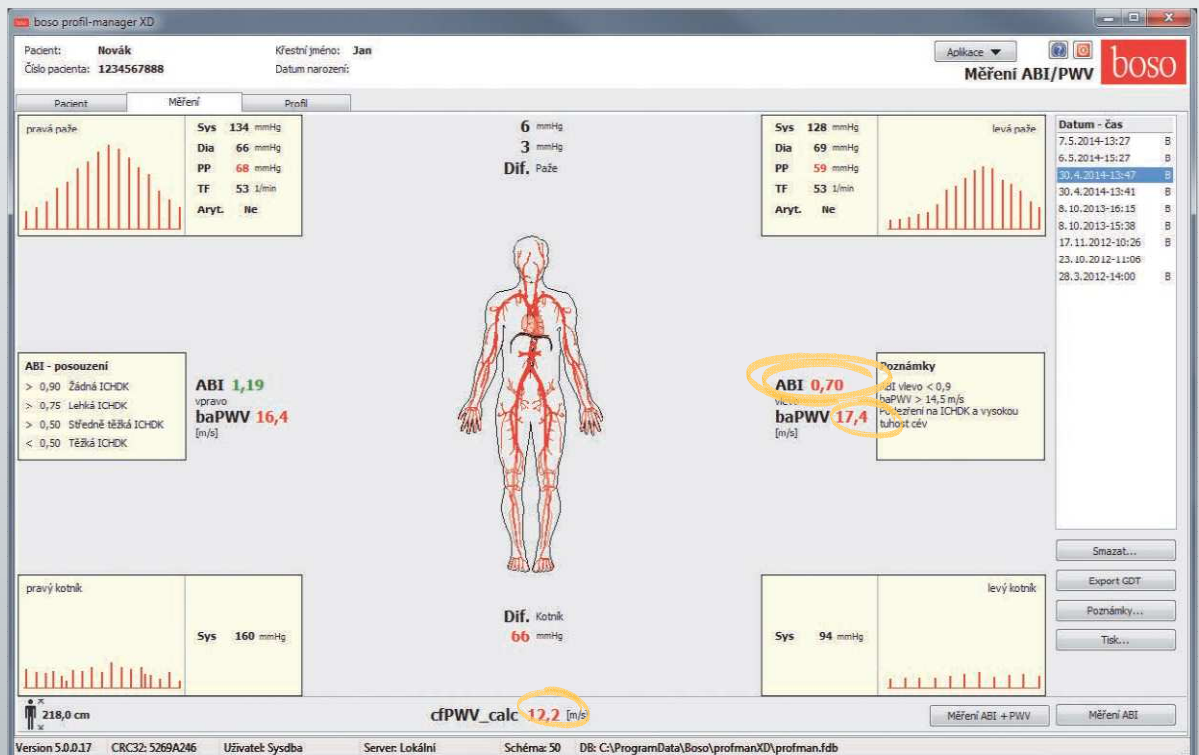 boso profil-manager XD
Pacient: Novák Křestní jméno: Jan
Číslo pacienta: 1234567888 Datum narození:
Aplikace
Měření ABI/PWV
boso
Pacient Měření Profil
pravá paže
Sys 134 mmHg
Dia 66 mmHg
PP 68 mmHg
TF 53 1/min
Aryt. Ne
6 mmHg
3 mmHg
Dif. Paže
Sys 128 mmHg
Dia 69 mmHg
PP 59 mmHg
TF 53 1/min
Aryt. Ne
levá paže
Datum - čas
7.5.2014-13:27 B
6.5.2014-15:27 B
30.4.2014-13:47 B
30.4.2014-13:41 B
8.10.2013-16:15 B
8.10.2013-15:38 B
17.11.2012-10:26 B
23.10.2012-11:06
28.3.2012-14:00 B
ABI - posouzení
> 0,90 Žádná ICHDK
> 0,75 Lehká ICHDK
> 0,50 Středně těžká ICHDK
< 0,50 Těžká ICHDK
ABI 1,19
vpravo
baPWV 16,4
[m/s]
ABI 0,70
vlevo
baPWV 17,4
[m/s]
Poznámky
ABI vlevo < 0,9
baPWV > 14,5 m/s
Podezření na ICHDK a vysokou
tuhost cév
Smazat...
Export GDT
Poznámky...
Tisk...
pravý kotník
Sys 160 mmHg
Dif. Kotník
66 mmHg
Sys 94 mmHg
levý kotník
218,0 cm
cfPWV_calc 12,2 [m/s]
Měření ABI + PWV
Měření ABI
Version 5.0.0.17 CRC32: 5269A246 Uživatel: Sysdba Server: Lokální Schéma: 50 DB: C:\ProgramData\Boso\profmanXD\profman.fdb